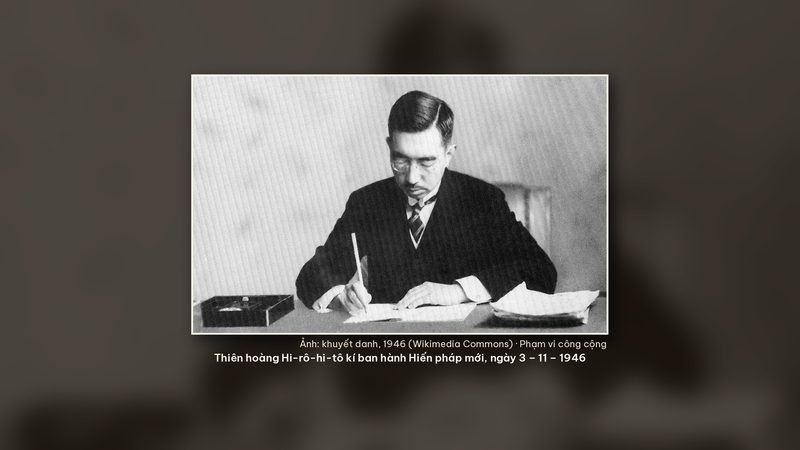 Ảnh: khuyết danh, 1946 (Wikimedia Commons) · Phạm vi công cộng
Thiên hoàng Hi-rô-hi-tô kí ban hành Hiến pháp mới, ngày 3 – 11 – 1946